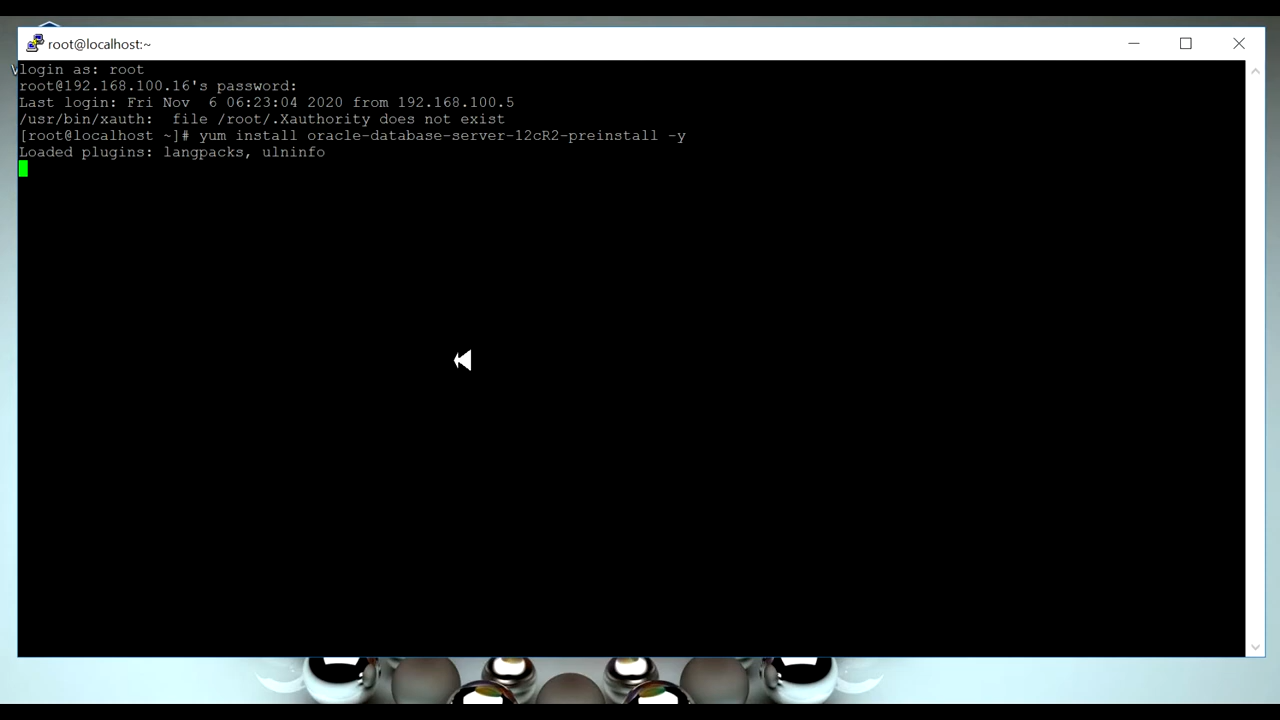 root@localhost:~
login as: root
root@192.168.100.16's password:
Last login: Fri Nov  6 06:23:04 2020 from 192.168.100.5
/usr/bin/xauth:  file /root/.Xauthority does not exist
[root@localhost ~]# yum install oracle-database-server-12cR2-preinstall -y
Loaded plugins: langpacks, ulninfo